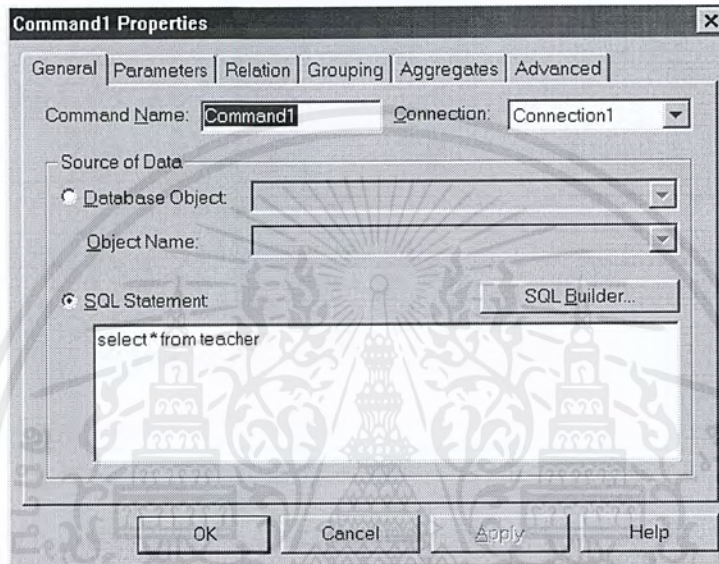 Command1 Properties
General Parameters Relation Grouping Aggregates Advanced
Command Name: Command1 Connection: Connection1
Source of Data
Database Object:
Object Name:
SQL Statement: SQL Builder...
select * from teacher
OK Cancel Apply Help